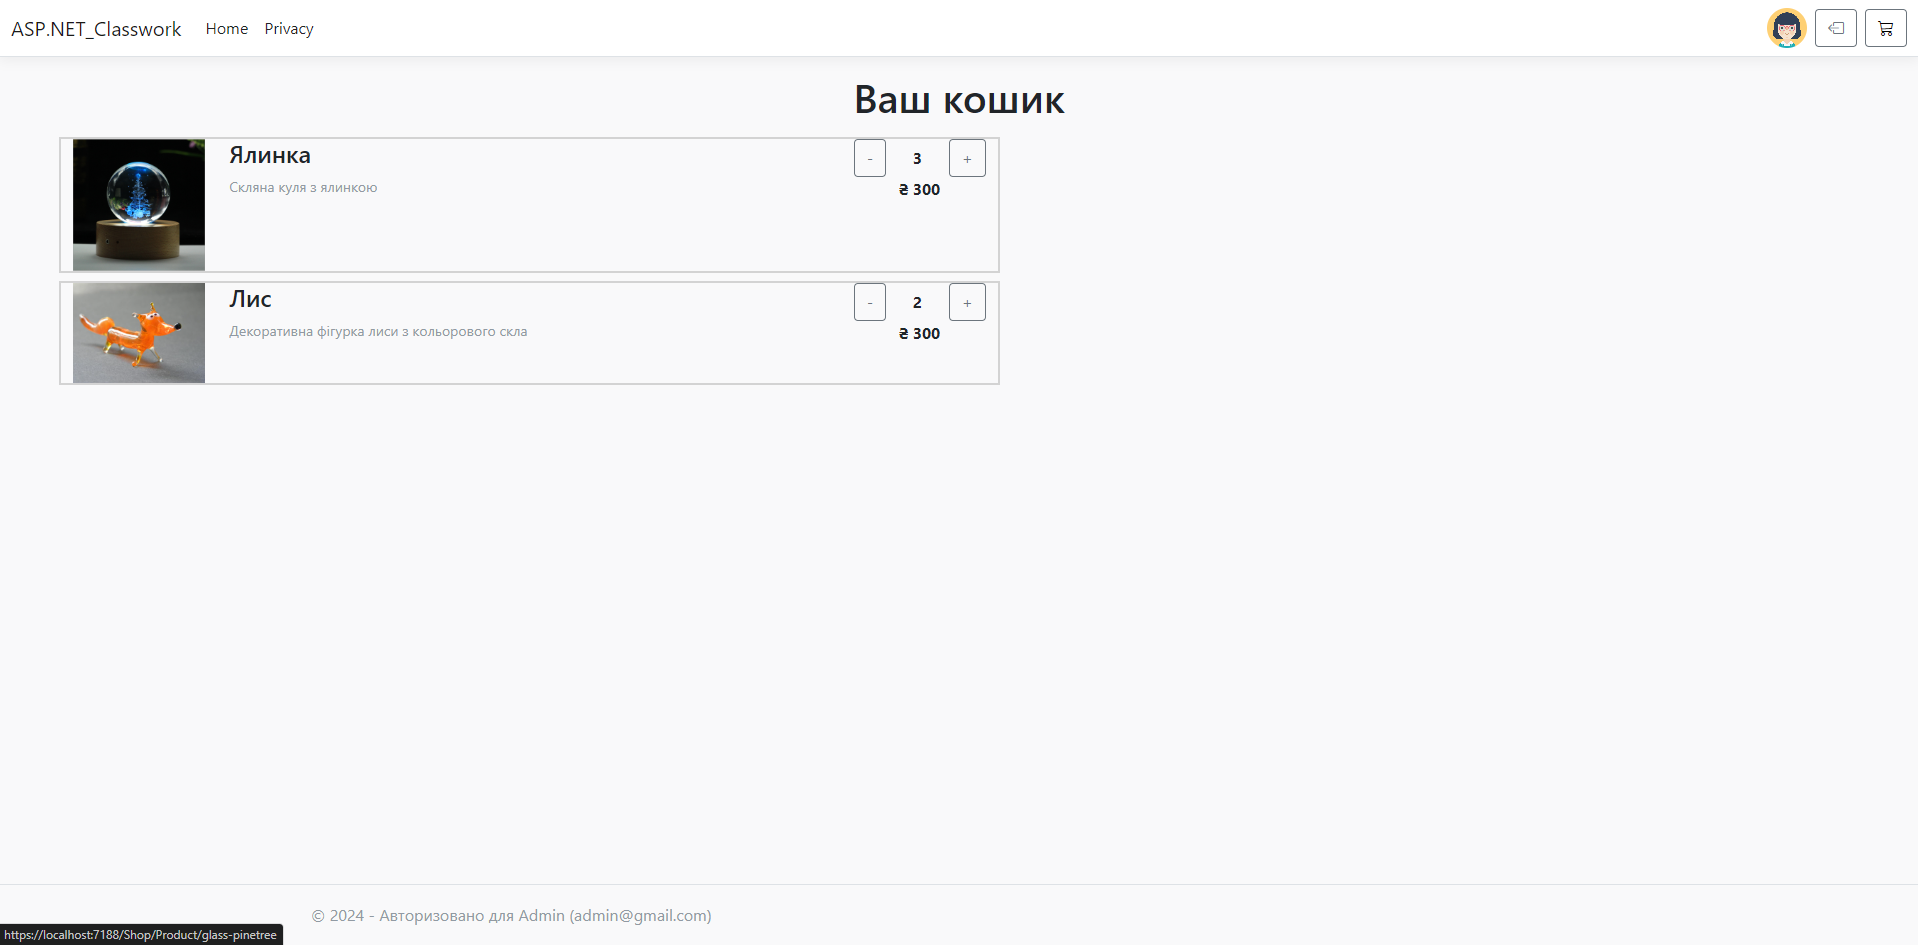 ASP.NET_Classwork Home Privacy
Ваш кошик
Ялинка
Скляна куля з ялинкою
- 3 +
₴ 300
Лис
Декоративна фігурка лиси з кольорового скла
- 2 +
₴ 300
© 2024 - Авторизовано для Admin (admin@gmail.com)
https://localhost:7188/Shop/Product/glass-pinetree